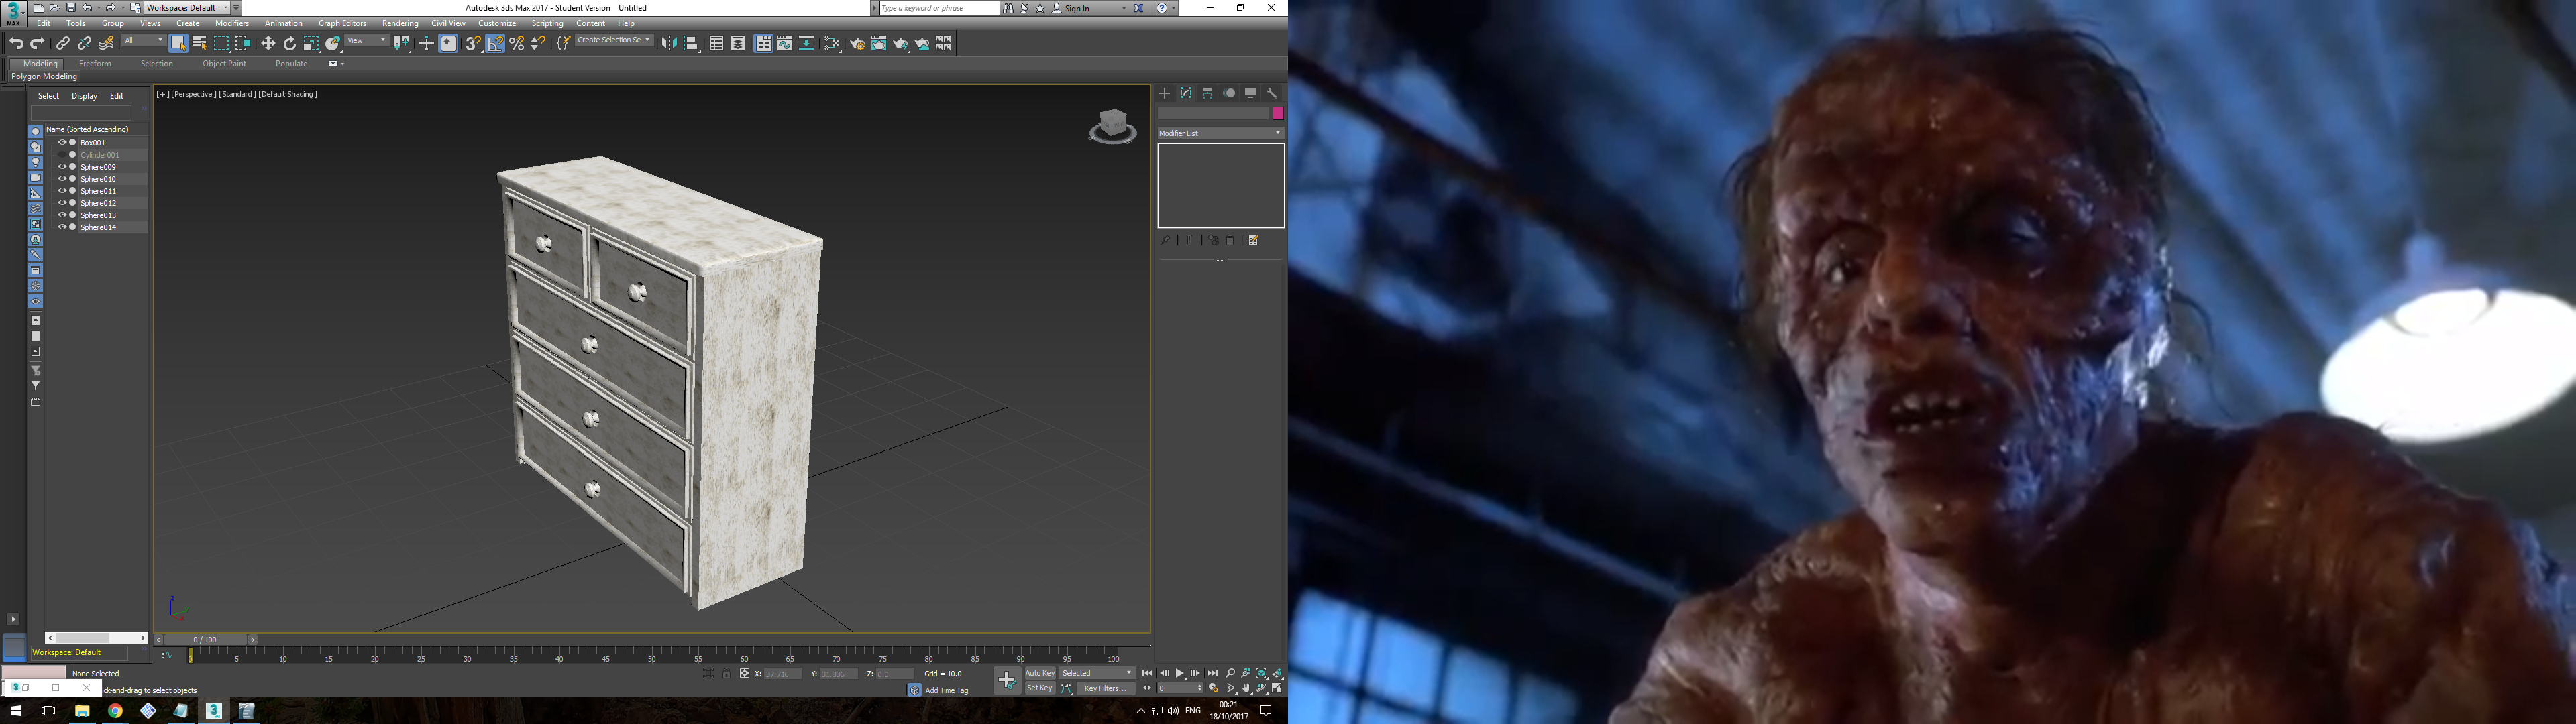 Workspace: Default
Autodesk 3ds Max 2017 - Student Version    Untitled
Type a keyword or phrase
Sign In
MAX
Edit Tools Group Views Create Modifiers Animation Graph Editors Rendering Civil View Customize Scripting Content Help
All
View
Create Selection Se
Modeling Freeform Selection Object Paint Populate
Polygon Modeling
Select Display Edit
[+] [Perspective ] [Standard ] [Default Shading ]
Name (Sorted Ascending)
Modifier List
Box001
Cylinder001
Sphere009
Sphere010
Sphere011
Sphere012
Sphere013
Sphere014
0 / 100
Workspace: Default
0 5 10 15 20 25 30 35 40 45 50 55 60 65 70 75 80 85 90 95 100
None Selected
X: 37.716 Y: 31.806 Z: 0.0 Grid = 10.0
Auto Key Selected
ck-and-drag to select objects
Add Time Tag
Set Key Key Filters... 0
ENG
00:21
18/10/2017